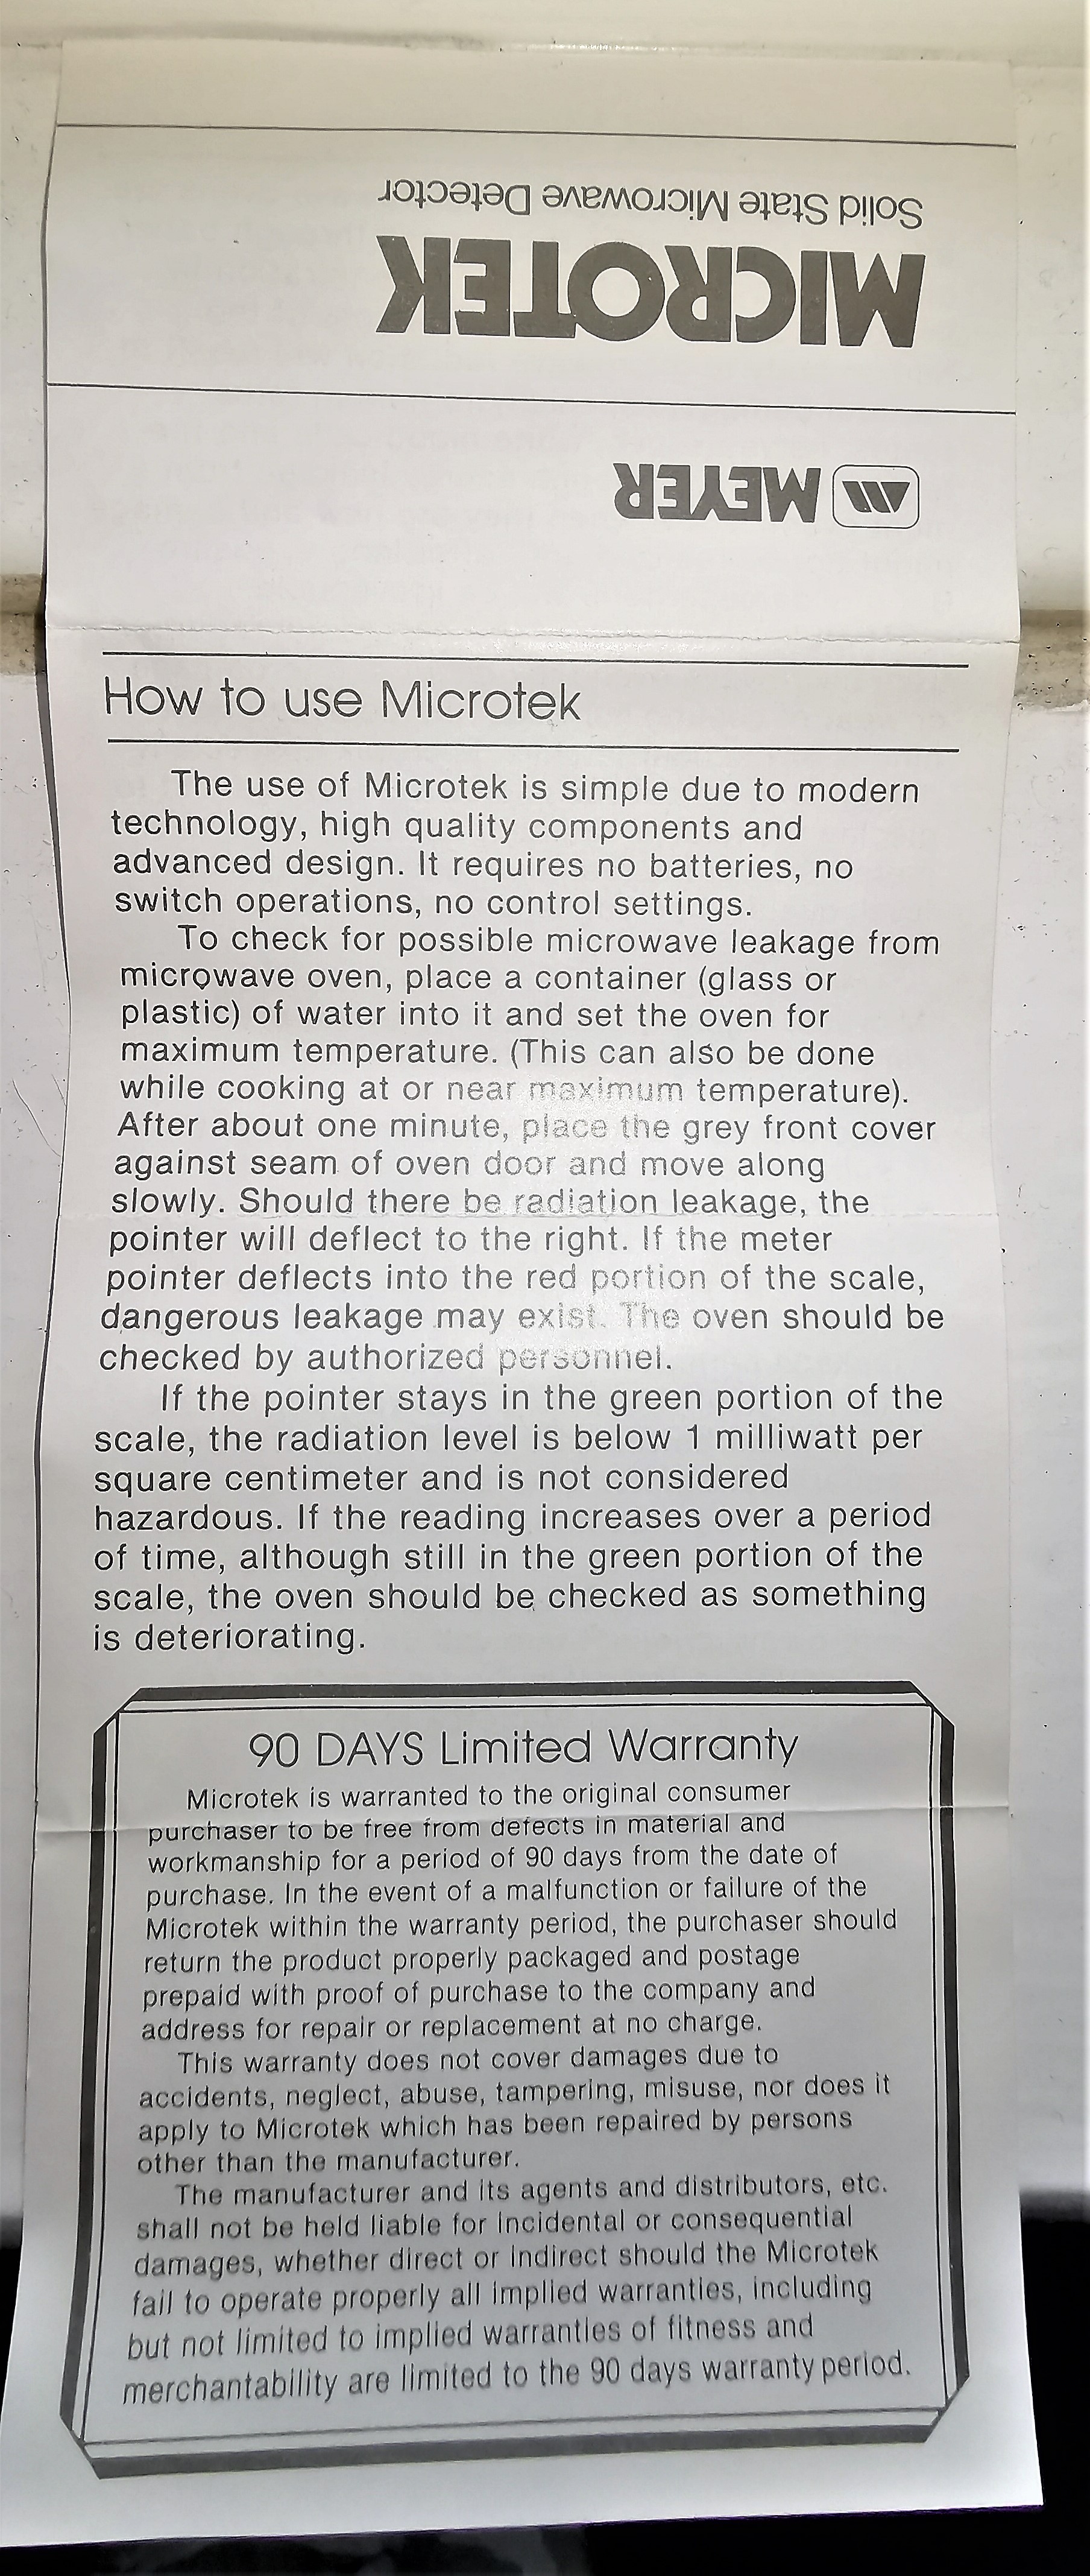 Solid State Microwave Detector
MICROTEK
MEYER
How to use Microtek
The use of Microtek is simple due to modern
technology, high quality components and
advanced design. It requires no batteries, no
switch operations, no control settings.
To check for possible microwave leakage from
microwave oven, place a container (glass or
plastic) of water into it and set the oven for
maximum temperature. (This can also be done
while cooking at or near maximum temperature).
After about one minute, place the grey front cover
against seam of oven door and move along
slowly. Should there be radiation leakage, the
pointer will deflect to the right. If the meter
pointer deflects into the red portion of the scale,
dangerous leakage may exist. The oven should be
checked by authorized personnel.
If the pointer stays in the green portion of the
scale, the radiation level is below 1 milliwatt per
square centimeter and is not considered
hazardous. If the reading increases over a period
of time, although still in the green portion of the
scale, the oven should be checked as something
is deteriorating.
90 DAYS Limited Warranty
Microtek is warranted to the original consumer
purchaser to be free from defects in material and
workmanship for a period of 90 days from the date of
purchase. In the event of a malfunction or failure of the
Microtek within the warranty period, the purchaser should
return the product properly packaged and postage
prepaid with proof of purchase to the company and
address for repair or replacement at no charge.
This warranty does not cover damages due to
accidents, neglect, abuse, tampering, misuse, nor does it
apply to Microtek which has been repaired by persons
other than the manufacturer.
The manufacturer and its agents and distributors, etc.
shall not be held liable for incidental or consequential
damages, whether direct or indirect should the Microtek
fail to operate properly all implied warranties, including
but not limited to implied warranties of fitness and
merchantability are limited to the 90 days warranty period.